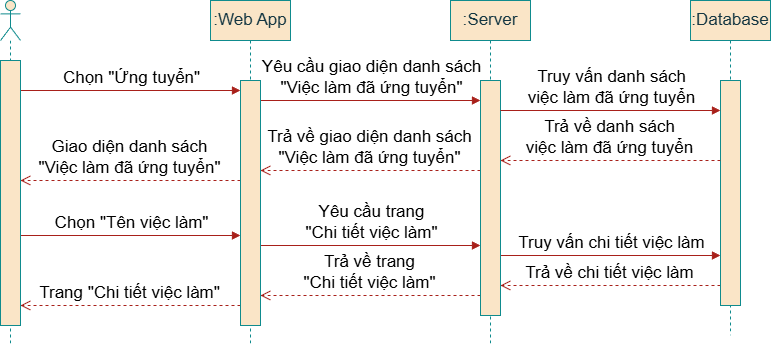 :Web App
:Server
:Database
Chọn "Ứng tuyển"
Yêu cầu giao diện danh sách
"Việc làm đã ứng tuyển"
Truy vấn danh sách
việc làm đã ứng tuyển
Trả về danh sách
việc làm đã ứng tuyển
Trả về giao diện danh sách
"Việc làm đã ứng tuyển"
Giao diện danh sách
"Việc làm đã ứng tuyển"
Chọn "Tên việc làm"
Yêu cầu trang
"Chi tiết việc làm"
Truy vấn chi tiết việc làm
Trả về chi tiết việc làm
Trả về trang
"Chi tiết việc làm"
Trang "Chi tiết việc làm"